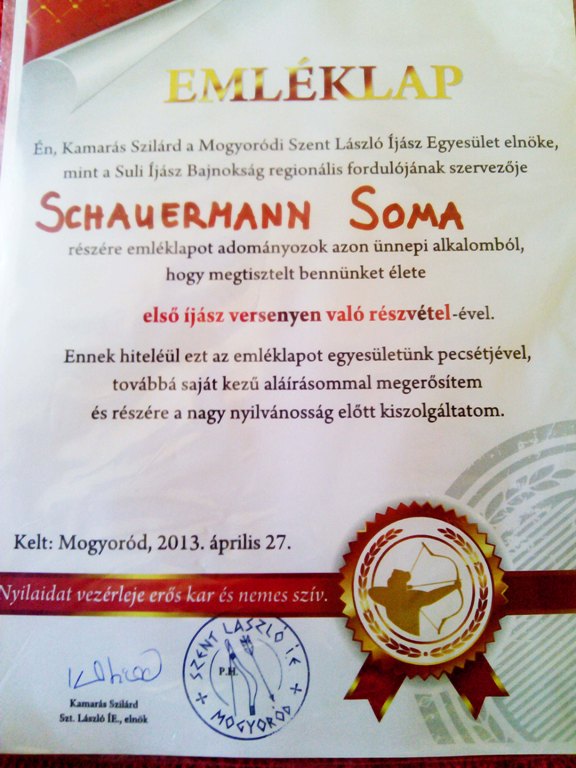 EMLÉKLAP
Én, Kamarás Szilárd a Mogyoródi Szent László Íjász Egyesület elnöke,
mint a Suli Íjász Bajnokság regionális fordulójának szervezője
SCHAUERMANN SOMA
részére emléklapot adományozok azon ünnepi alkalomból,
hogy megtisztelt bennünket élete
első íjász versenyen való részvétel-ével.
Ennek hiteléül ezt az emléklapot egyesületünk pecsétjével,
továbbá saját kezű aláírásommal megerősítem
és részére a nagy nyilvánosság előtt kiszolgáltatom.
Kelt: Mogyoród, 2013. április 27.
Nyilaidat vezérleje erős kar és nemes szív.
SZENT LÁSZLÓ ÍE
P.H.
MOGYORÓD
Kamarás Szilárd
Szt. László ÍE., elnök